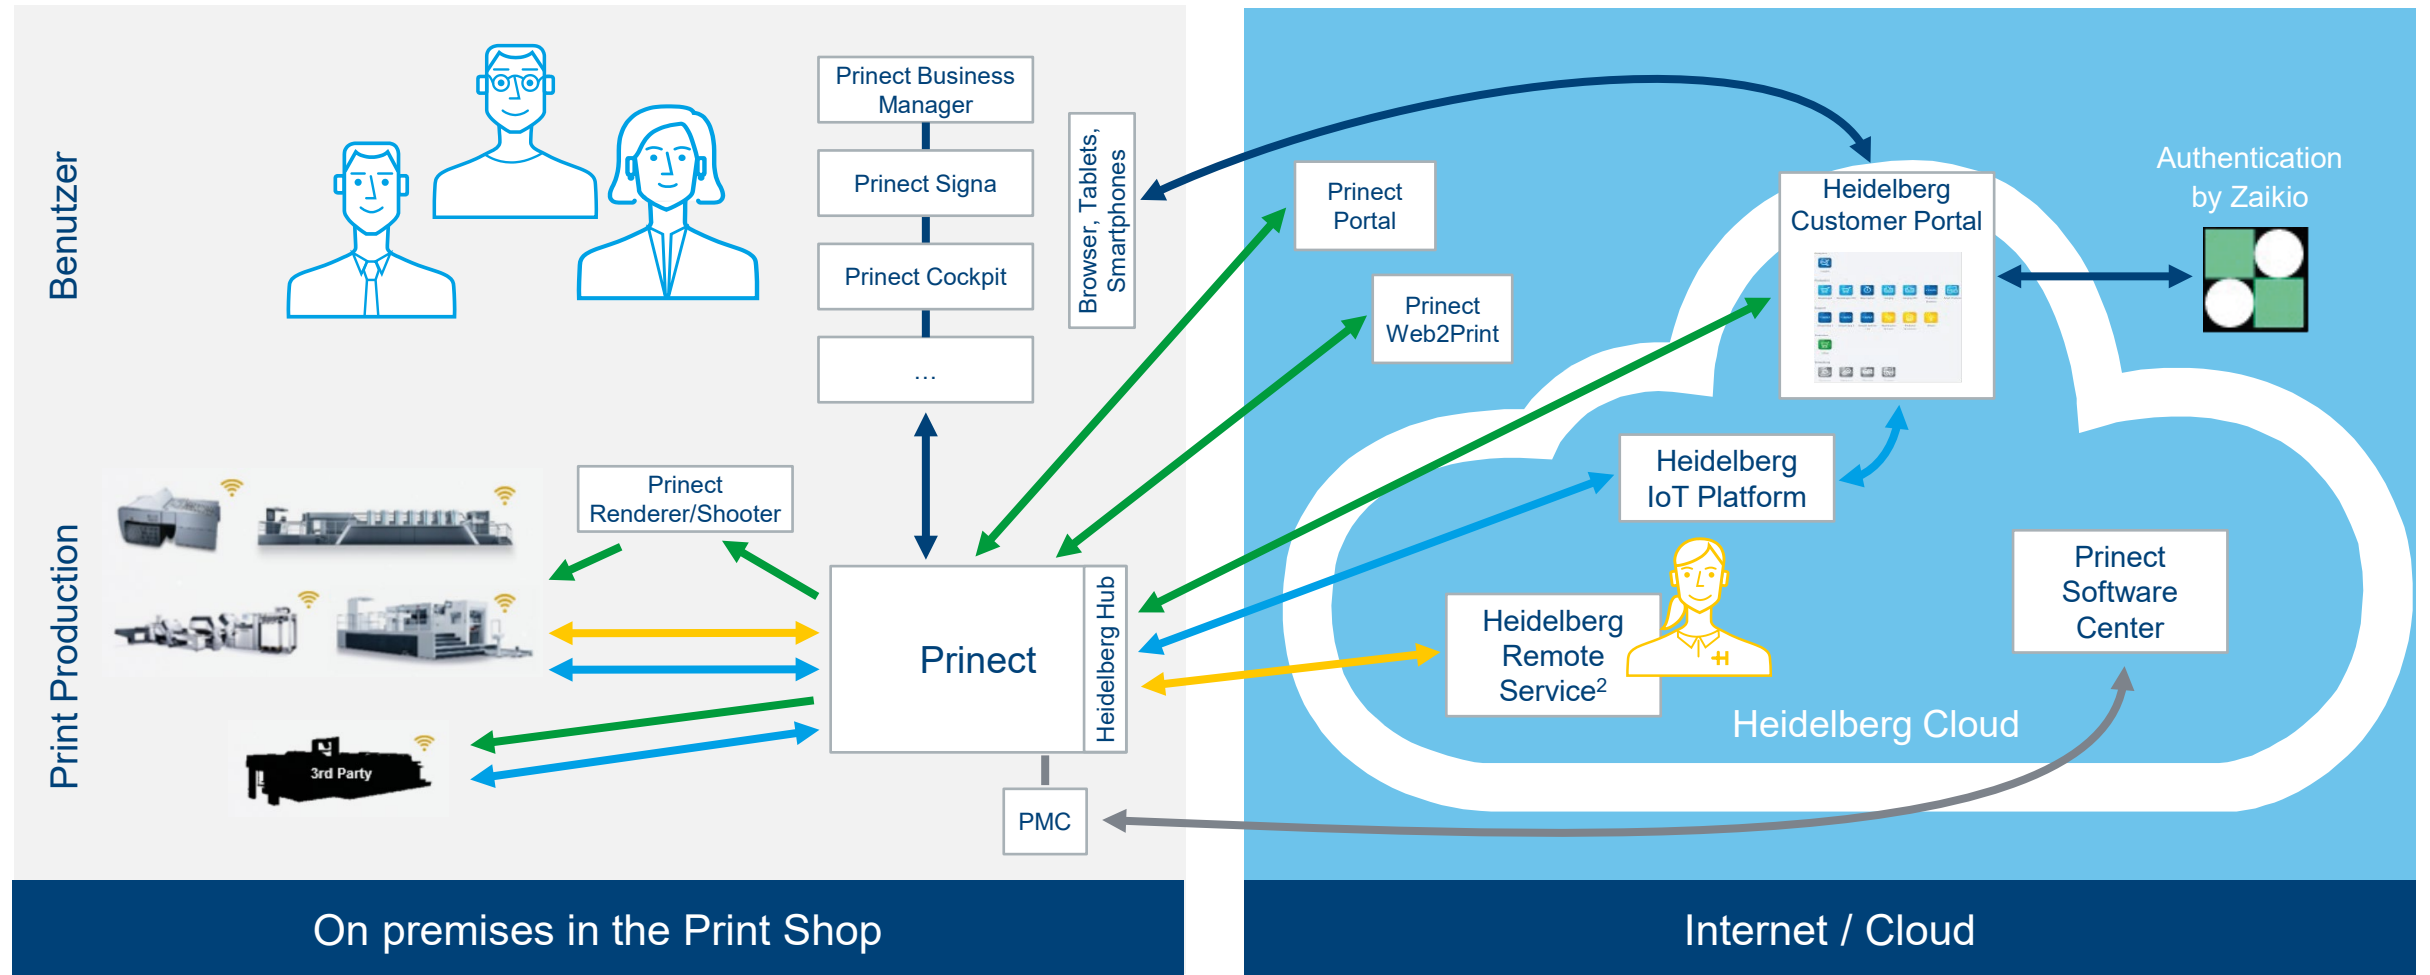 Benutzer
Print Production
Prinect Business
Manager
Prinect Signa
Prinect Cockpit
...
Browser, Tablets,
Smartphones
Prinect
Renderer/Shooter
3rd Party
Prinect
Heidelberg Hub
PMC
On premises in the Print Shop
Prinect
Portal
Prinect
Web2Print
Heidelberg
Customer Portal
Authentication
by Zaikio
Heidelberg
IoT Platform
Heidelberg
Remote
Service²
Prinect
Software
Center
Heidelberg Cloud
Internet / Cloud